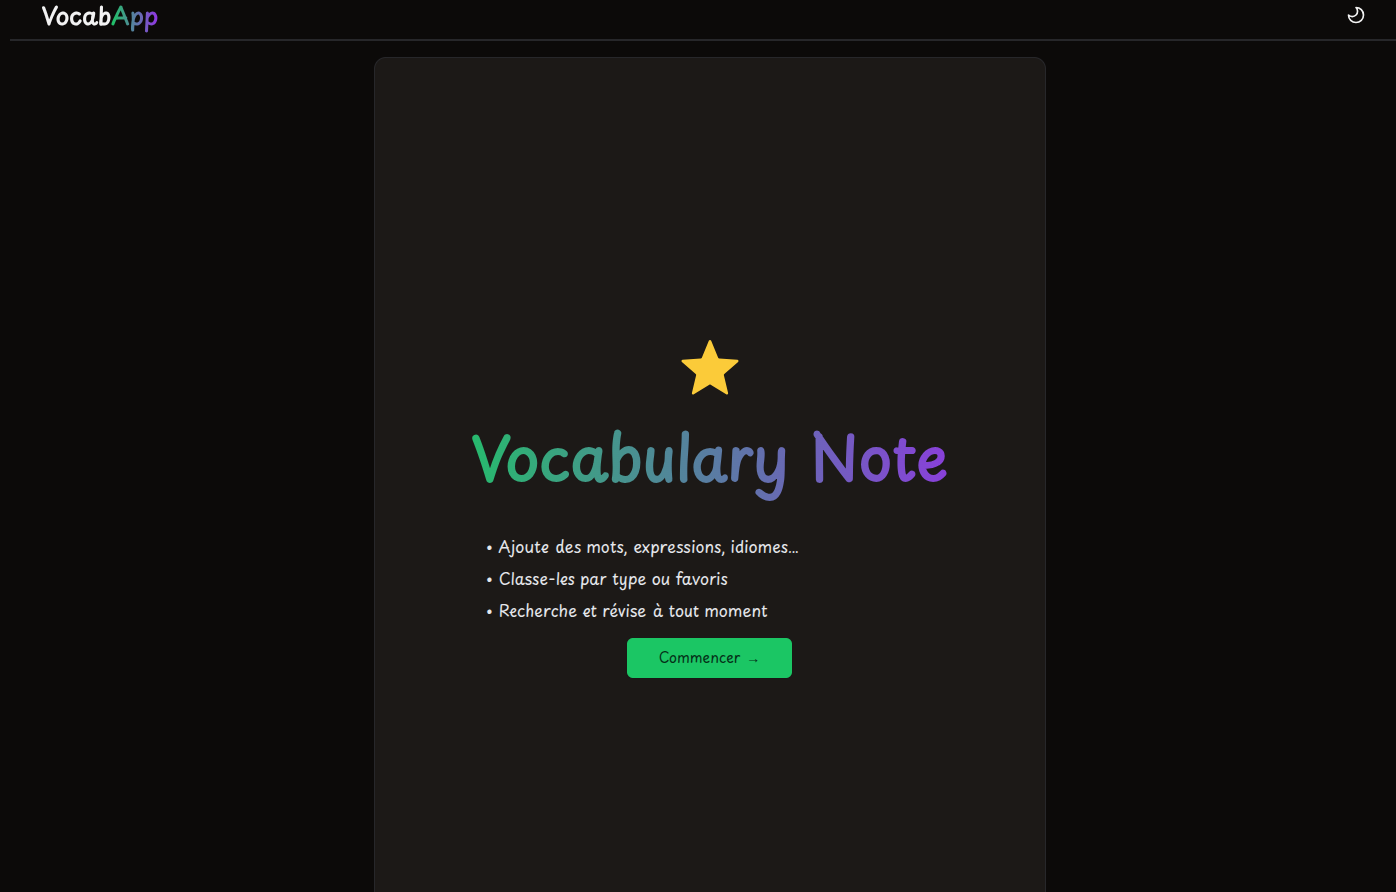 VocabApp
Vocabulary Note
• Ajoute des mots, expressions, idiomes...
• Classe-les par type ou favoris
• Recherche et révise à tout moment
Commencer →